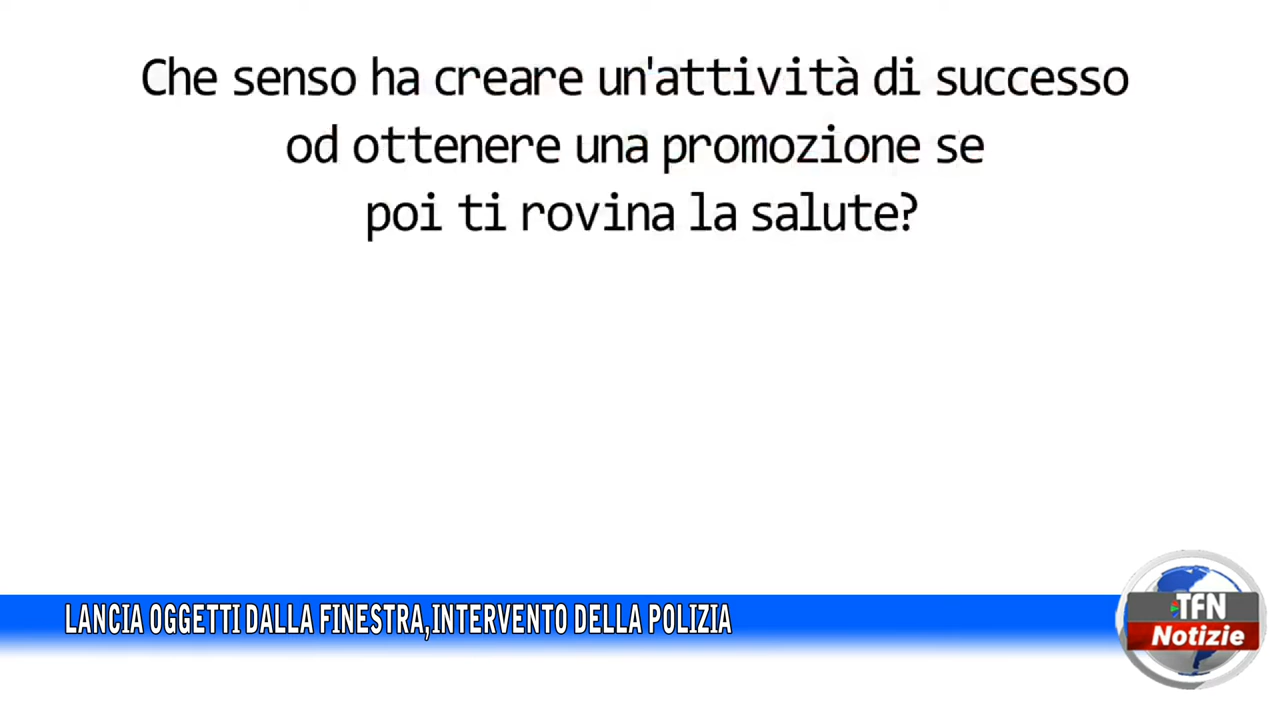 Che senso ha creare un'attività di successo
od ottenere una promozione se
poi ti rovina la salute?
LANCIA OGGETTI DALLA FINESTRA,INTERVENTO DELLA POLIZIA
TFN
Notizie